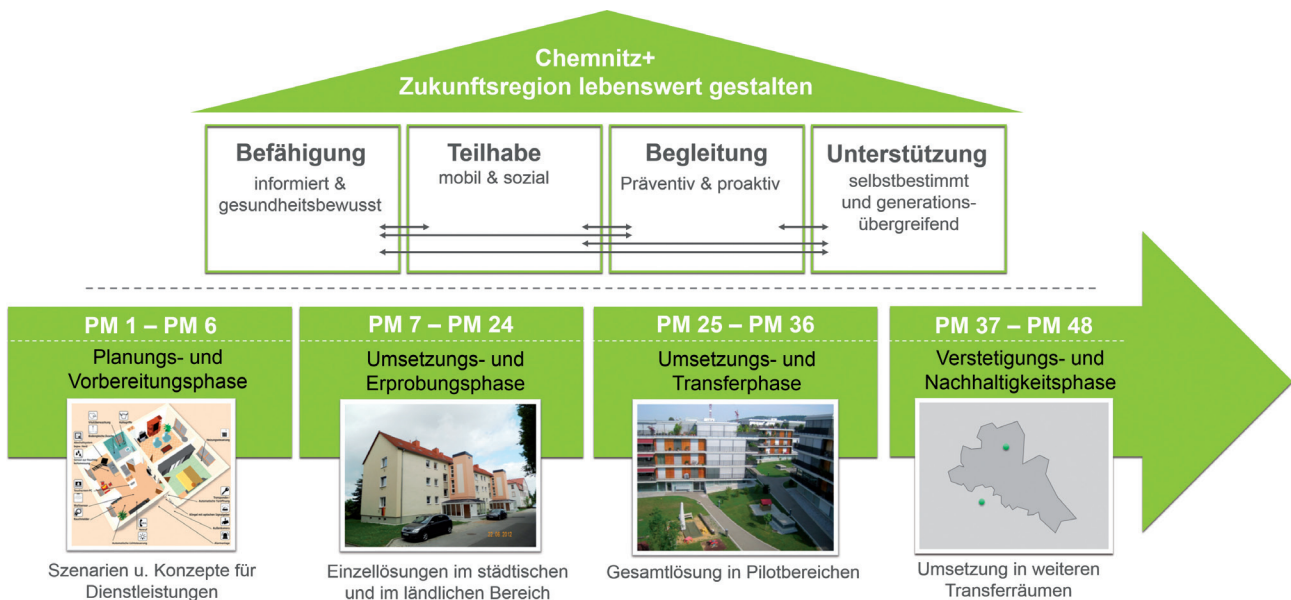 Chemnitz+
Zukunftsregion lebenswert gestalten
Befähigung
informiert &
gesundheitsbewusst
Teilhabe
mobil & sozial
Begleitung
Präventiv & proaktiv
Unterstützung
selbstbestimmt
und generations-
übergreifend
PM 1 – PM 6
Planungs- und
Vorbereitungsphase
Szenarien u. Konzepte für
Dienstleistungen
PM 7 – PM 24
Umsetzungs- und
Erprobungsphase
Einzellösungen im städtischen
und im ländlichen Bereich
PM 25 – PM 36
Umsetzungs- und
Transferphase
Gesamtlösung in Pilotbereichen
PM 37 – PM 48
Verstetigungs- und
Nachhaltigkeitsphase
Umsetzung in weiteren
Transferräumen